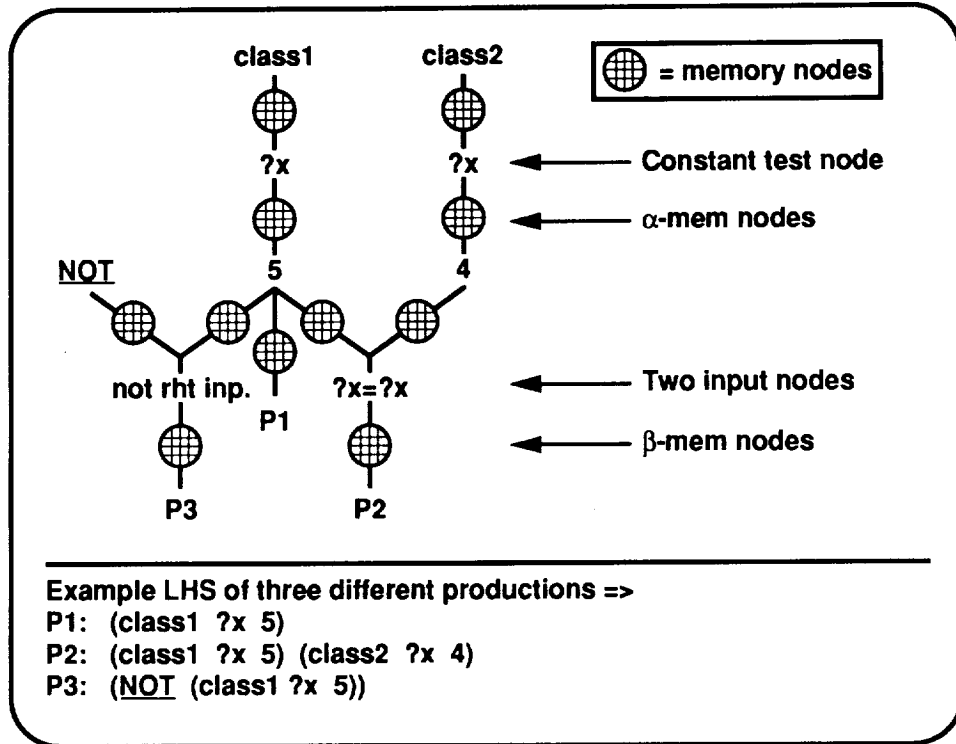 class1 class2 = memory nodes
?x ?x Constant test node
α-mem nodes
NOT 5 4
not rht inp. ?x=?x Two input nodes
P1
β-mem nodes
P3 P2
Example LHS of three different productions =>
P1: (class1 ?x 5)
P2: (class1 ?x 5) (class2 ?x 4)
P3: (NOT (class1 ?x 5))